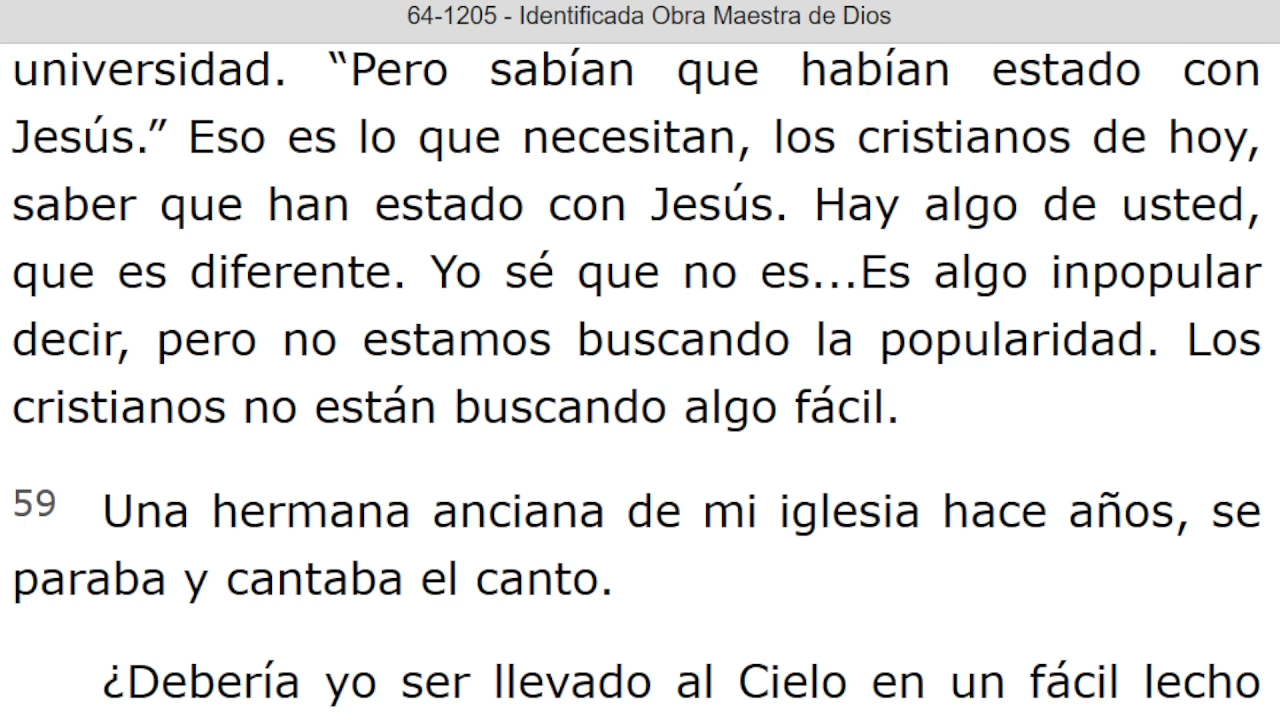 64-1205 - Identificada Obra Maestra de Dios
universidad. “Pero sabían que habían estado con
Jesús.” Eso es lo que necesitan, los cristianos de hoy,
saber que han estado con Jesús. Hay algo de usted,
que es diferente. Yo sé que no es...Es algo inpopular
decir, pero no estamos buscando la popularidad. Los
cristianos no están buscando algo fácil.
59 Una hermana anciana de mi iglesia hace años, se
paraba y cantaba el canto.
¿Debería yo ser llevado al Cielo en un fácil lecho